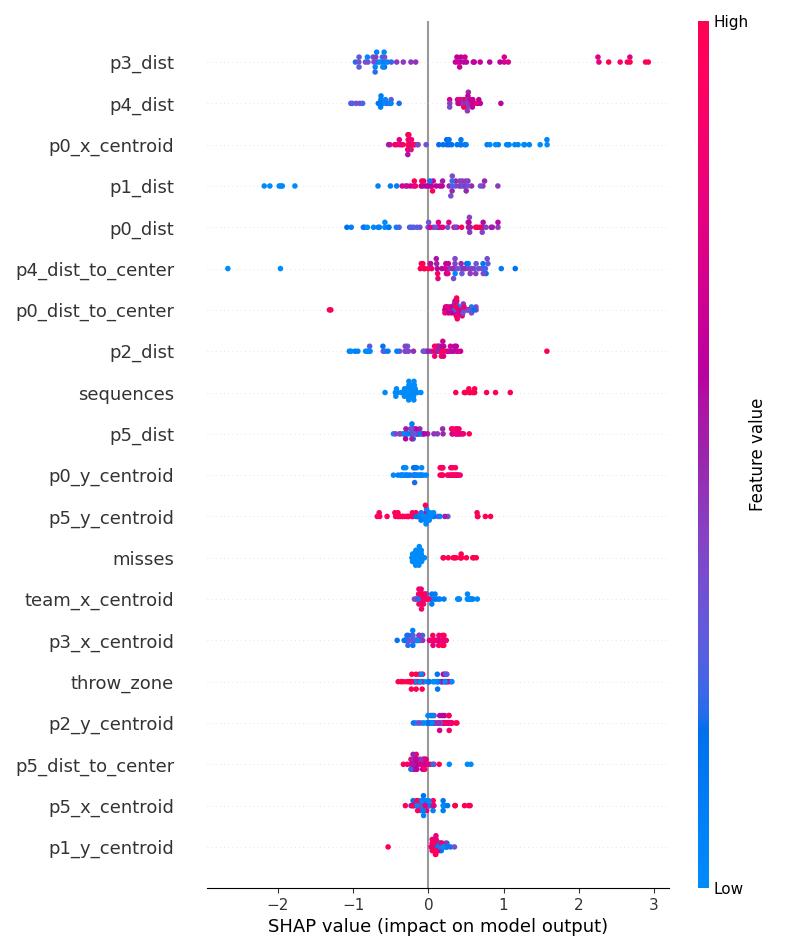 High
p3_dist
p4_dist
p0_x_centroid
p1_dist
p0_dist
p4_dist_to_center
p0_dist_to_center
p2_dist
sequences
p5_dist
p0_y_centroid
p5_y_centroid
misses
team_x_centroid
p3_x_centroid
throw_zone
p2_y_centroid
p5_dist_to_center
p5_x_centroid
p1_y_centroid
Feature value
Low
−2 −1 0 1 2 3
SHAP value (impact on model output)